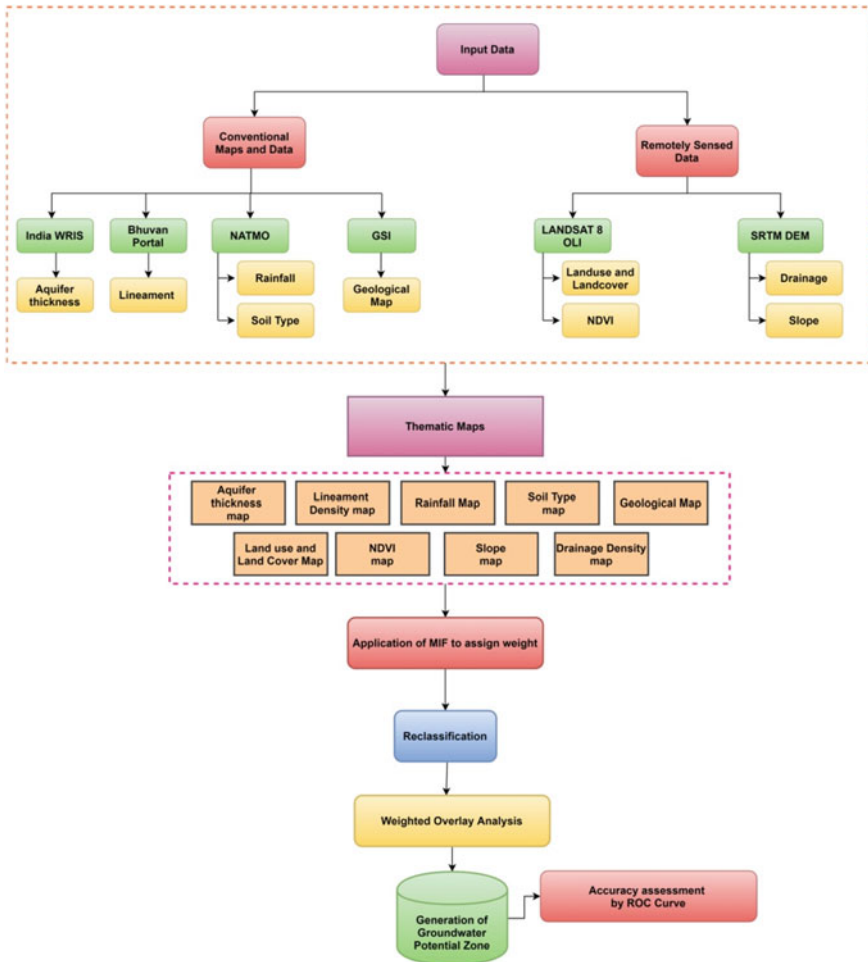 Input Data
Conventional
Maps and Data
Remotely Sensed
Data
India WRIS
Bhuvan
Portal
NATMO
GSI
LANDSAT 8
OLI
SRTM DEM
Aquifer
thickness
Lineament
Rainfall
Soil Type
Geological
Map
Landuse and
Landcover
NDVI
Drainage
Slope
Thematic Maps
Aquifer
thickness
map
Lineament
Density map
Rainfall Map
Soil Type
map
Geological Map
Land use and
Land Cover Map
NDVI
map
Slope
map
Drainage Density
map
Application of MIF to assign weight
Reclassification
Weighted Overlay Analysis
Generation of
Groundwater
Potential Zone
Accuracy assessment
by ROC Curve